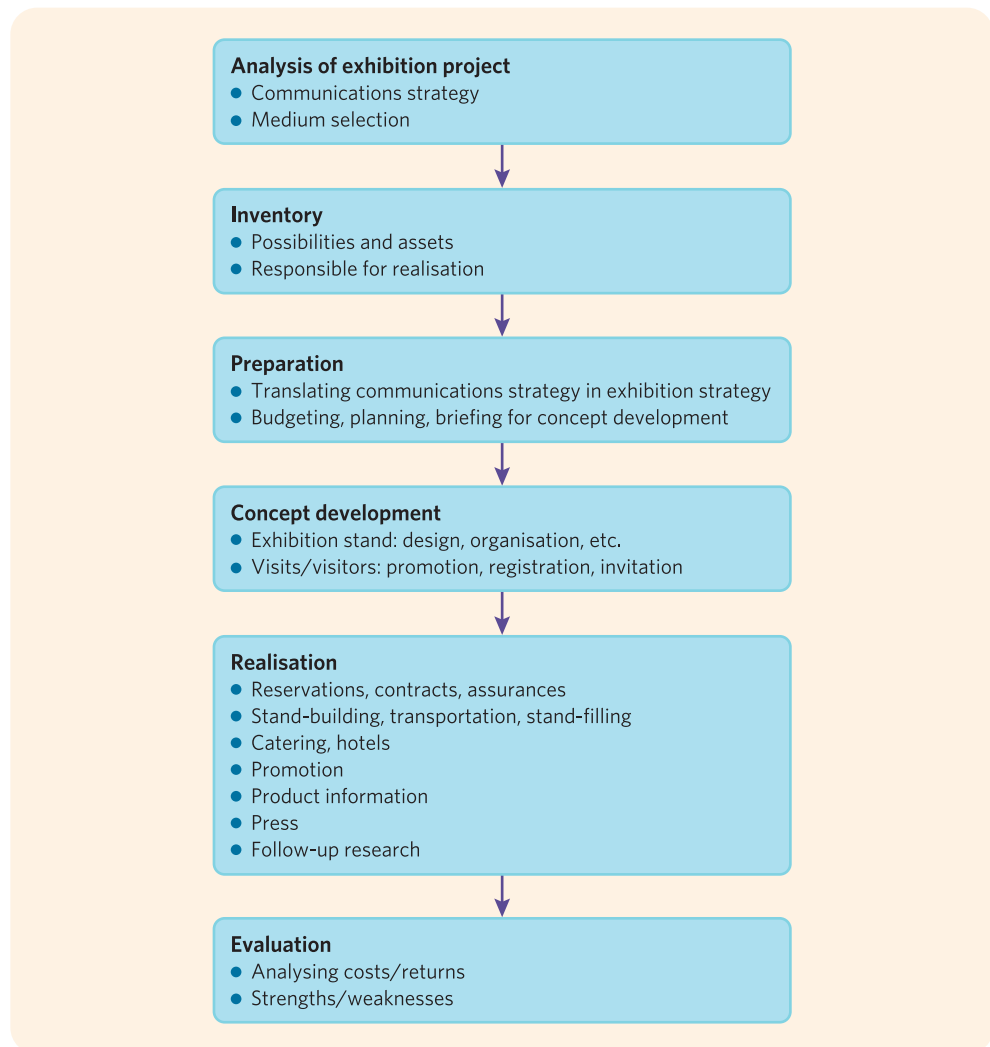 Analysis of exhibition project
● Communications strategy
● Medium selection
Inventory
● Possibilities and assets
● Responsible for realisation
Preparation
● Translating communications strategy in exhibition strategy
● Budgeting, planning, briefing for concept development
Concept development
● Exhibition stand: design, organisation, etc.
● Visits/visitors: promotion, registration, invitation
Realisation
● Reservations, contracts, assurances
● Stand-building, transportation, stand-filling
● Catering, hotels
● Promotion
● Product information
● Press
● Follow-up research
Evaluation
● Analysing costs/returns
● Strengths/weaknesses